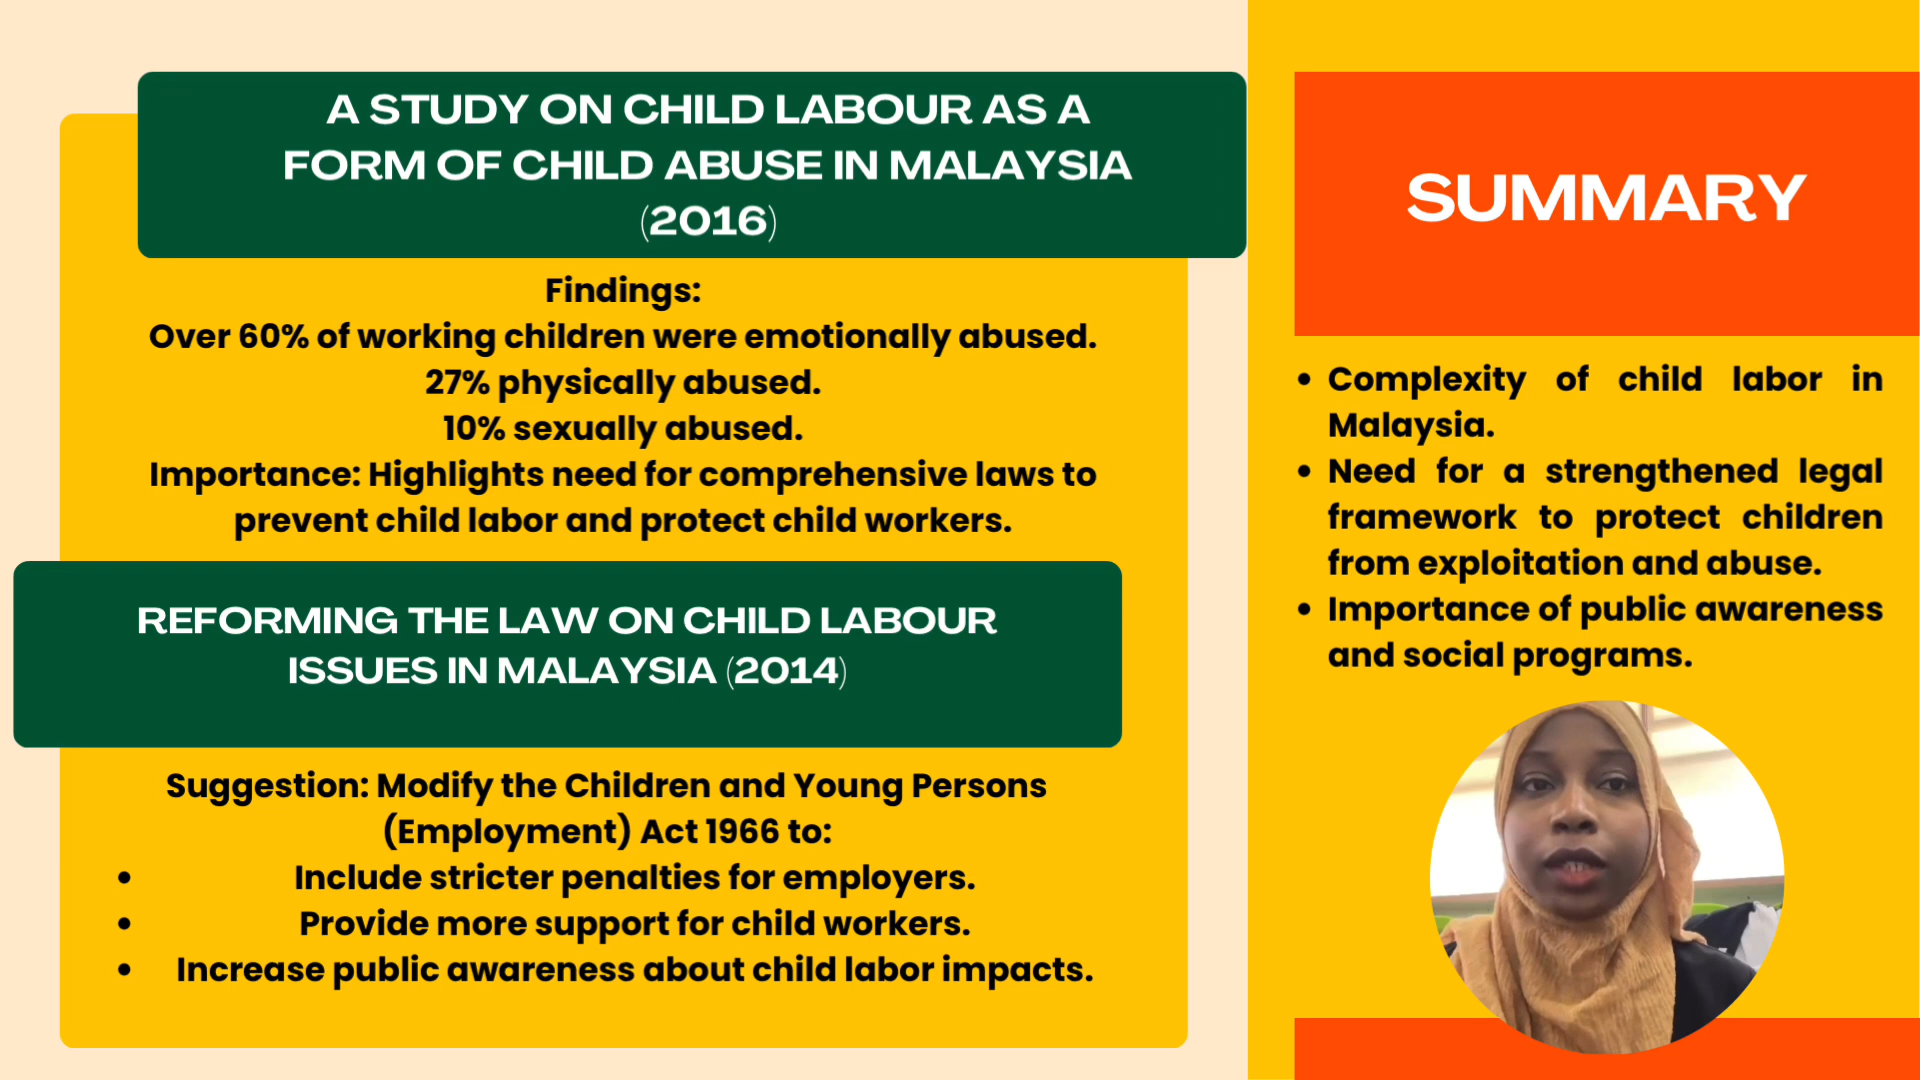 A STUDY ON CHILD LABOUR AS A
FORM OF CHILD ABUSE IN MALAYSIA
(2016)
Findings:
Over 60% of working children were emotionally abused.
27% physically abused.
10% sexually abused.
Importance: Highlights need for comprehensive laws to
prevent child labor and protect child workers.
REFORMING THE LAW ON CHILD LABOUR
ISSUES IN MALAYSIA (2014)
Suggestion: Modify the Children and Young Persons
(Employment) Act 1966 to:
• Include stricter penalties for employers.
• Provide more support for child workers.
• Increase public awareness about child labor impacts.
SUMMARY
• Complexity of child labor in
Malaysia.
• Need for a strengthened legal
framework to protect children
from exploitation and abuse.
• Importance of public awareness
and social programs.